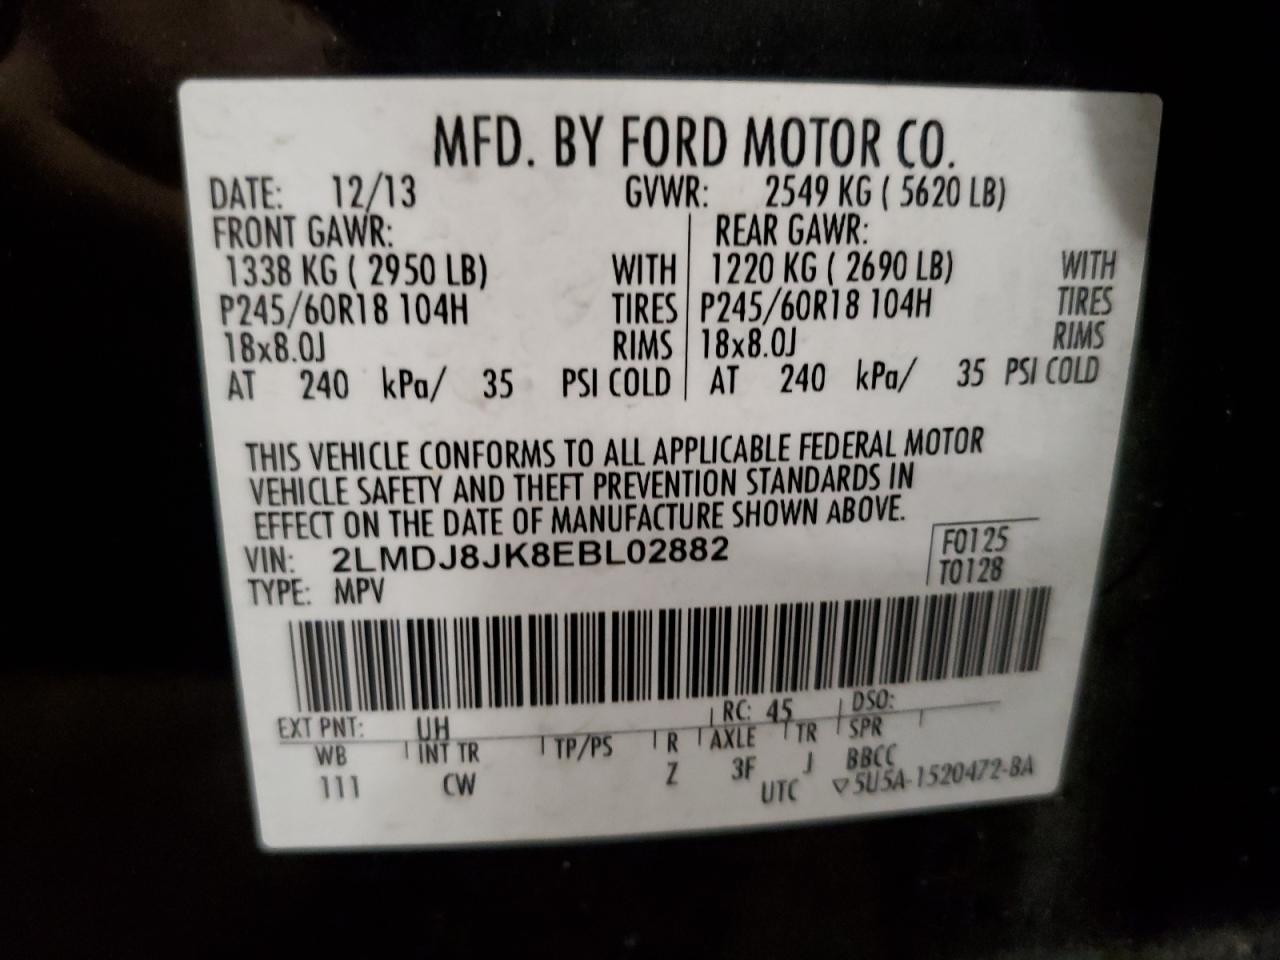 MFD. BY FORD MOTOR CO.
DATE: 12/13 GVWR: 2549 KG ( 5620 LB)
FRONT GAWR: REAR GAWR:
1338 KG ( 2950 LB) WITH 1220 KG ( 2690 LB) WITH
P245/60R18 104H TIRES P245/60R18 104H TIRES
18x8.0J RIMS 18x8.0J RIMS
AT 240 kPa/ 35 PSI COLD AT 240 kPa/ 35 PSI COLD
THIS VEHICLE CONFORMS TO ALL APPLICABLE FEDERAL MOTOR
VEHICLE SAFETY AND THEFT PREVENTION STANDARDS IN
EFFECT ON THE DATE OF MANUFACTURE SHOWN ABOVE.
VIN: 2LMDJ8JK8EBL02882 F0125
TYPE: MPV T0128
EXT PNT: UH RC: 45 DSO:
WB INT TR TP/PS R AXLE TR SPR
111 CW Z 3F J BBCC
UTC ▽5U5A-1520472-BA